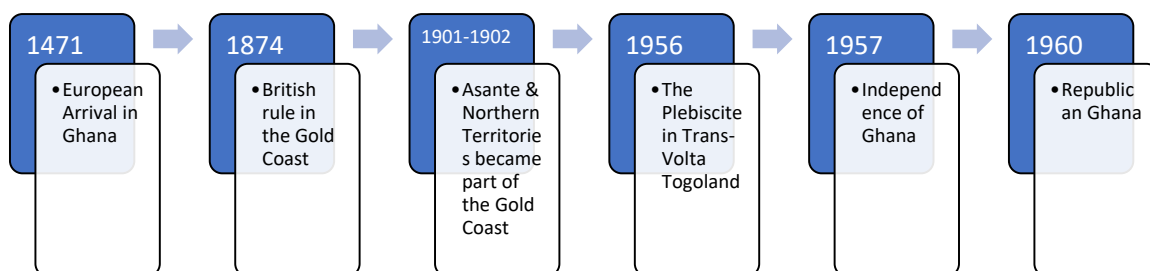 1471
•European
Arrival in
Ghana
1874
•British
rule in
the Gold
Coast
1901-1902
•Asante &
Northern
Territorie
s became
part of
the Gold
Coast
1956
•The
Plebiscite
in Trans-
Volta
Togoland
1957
•Independ
ence of
Ghana
1960
•Republic
an Ghana